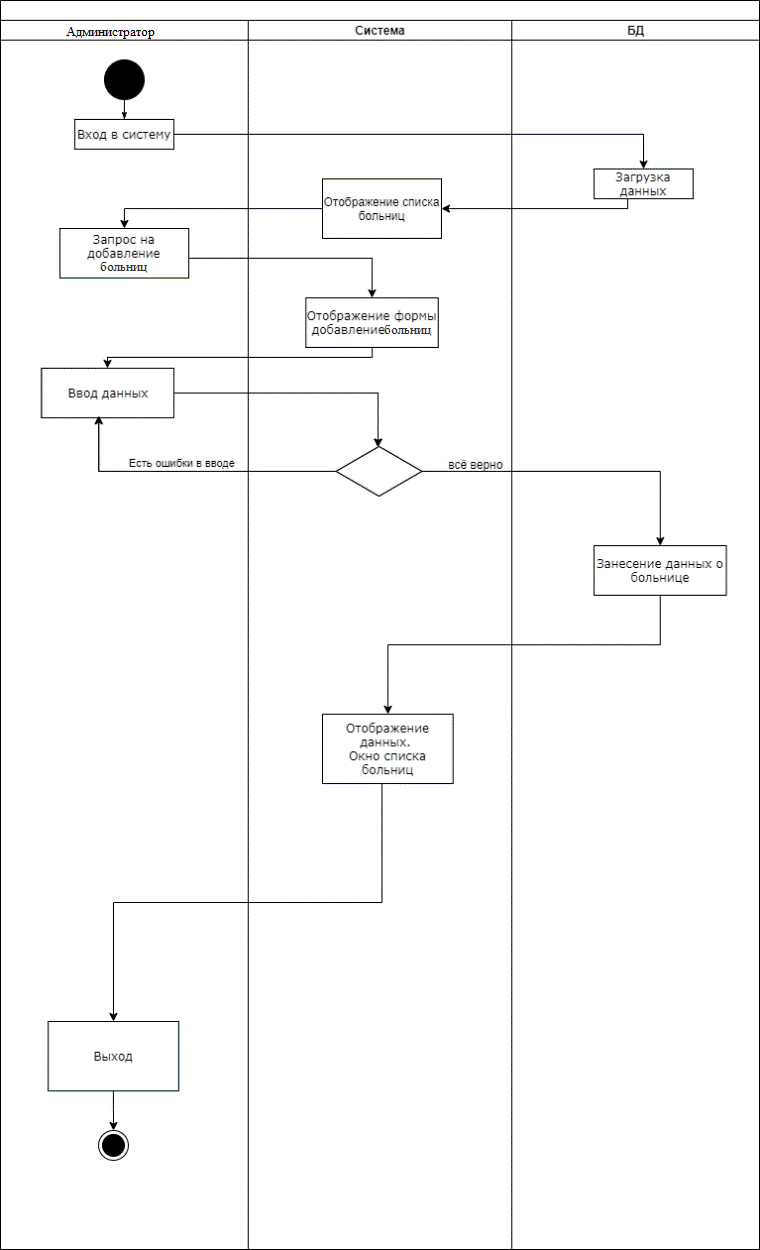 Администратор
Система
БД
Вход в систему
Загрузка
данных
Отображение списка
больниц
Запрос на
добавление
больниц
Отображение формы
добавлениебольниц
Ввод данных
Есть ошибки в вводе
всё верно
Занесение данных о
больнице
Отображение
данных.
Окно списка
больниц
Выход